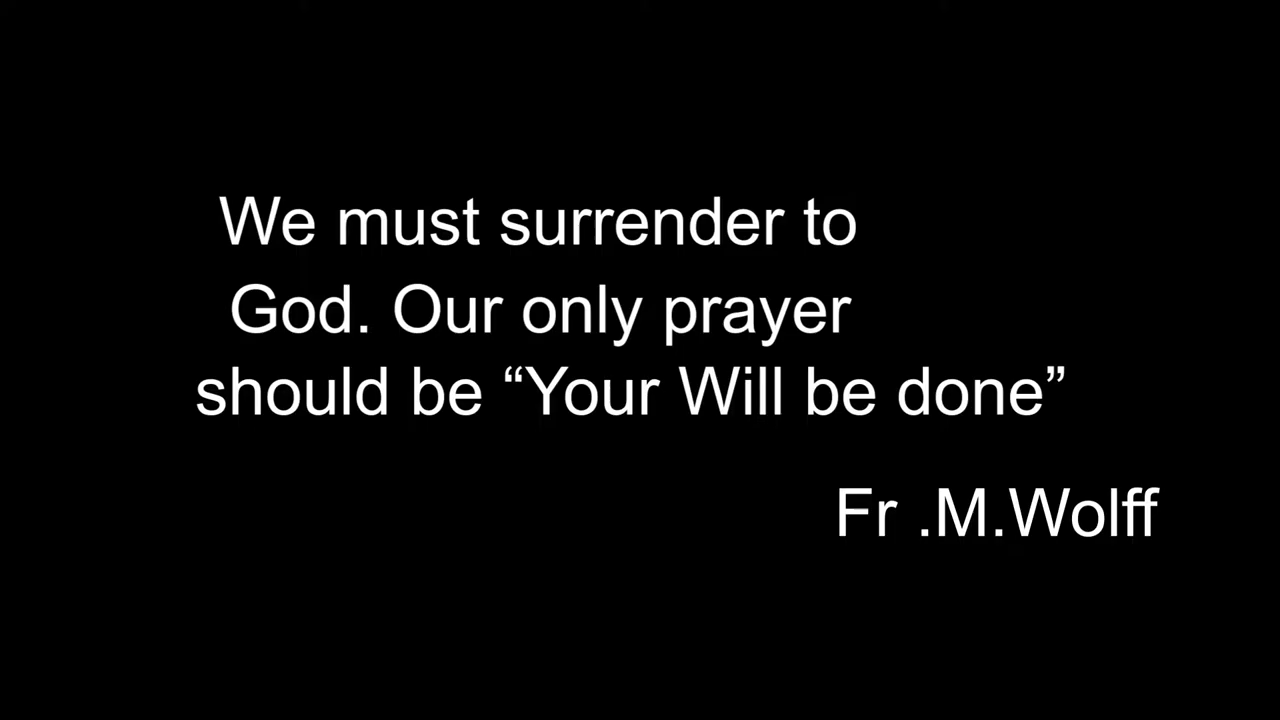 We must surrender to
God. Our only prayer
should be “Your Will be done”
Fr .M.Wolff